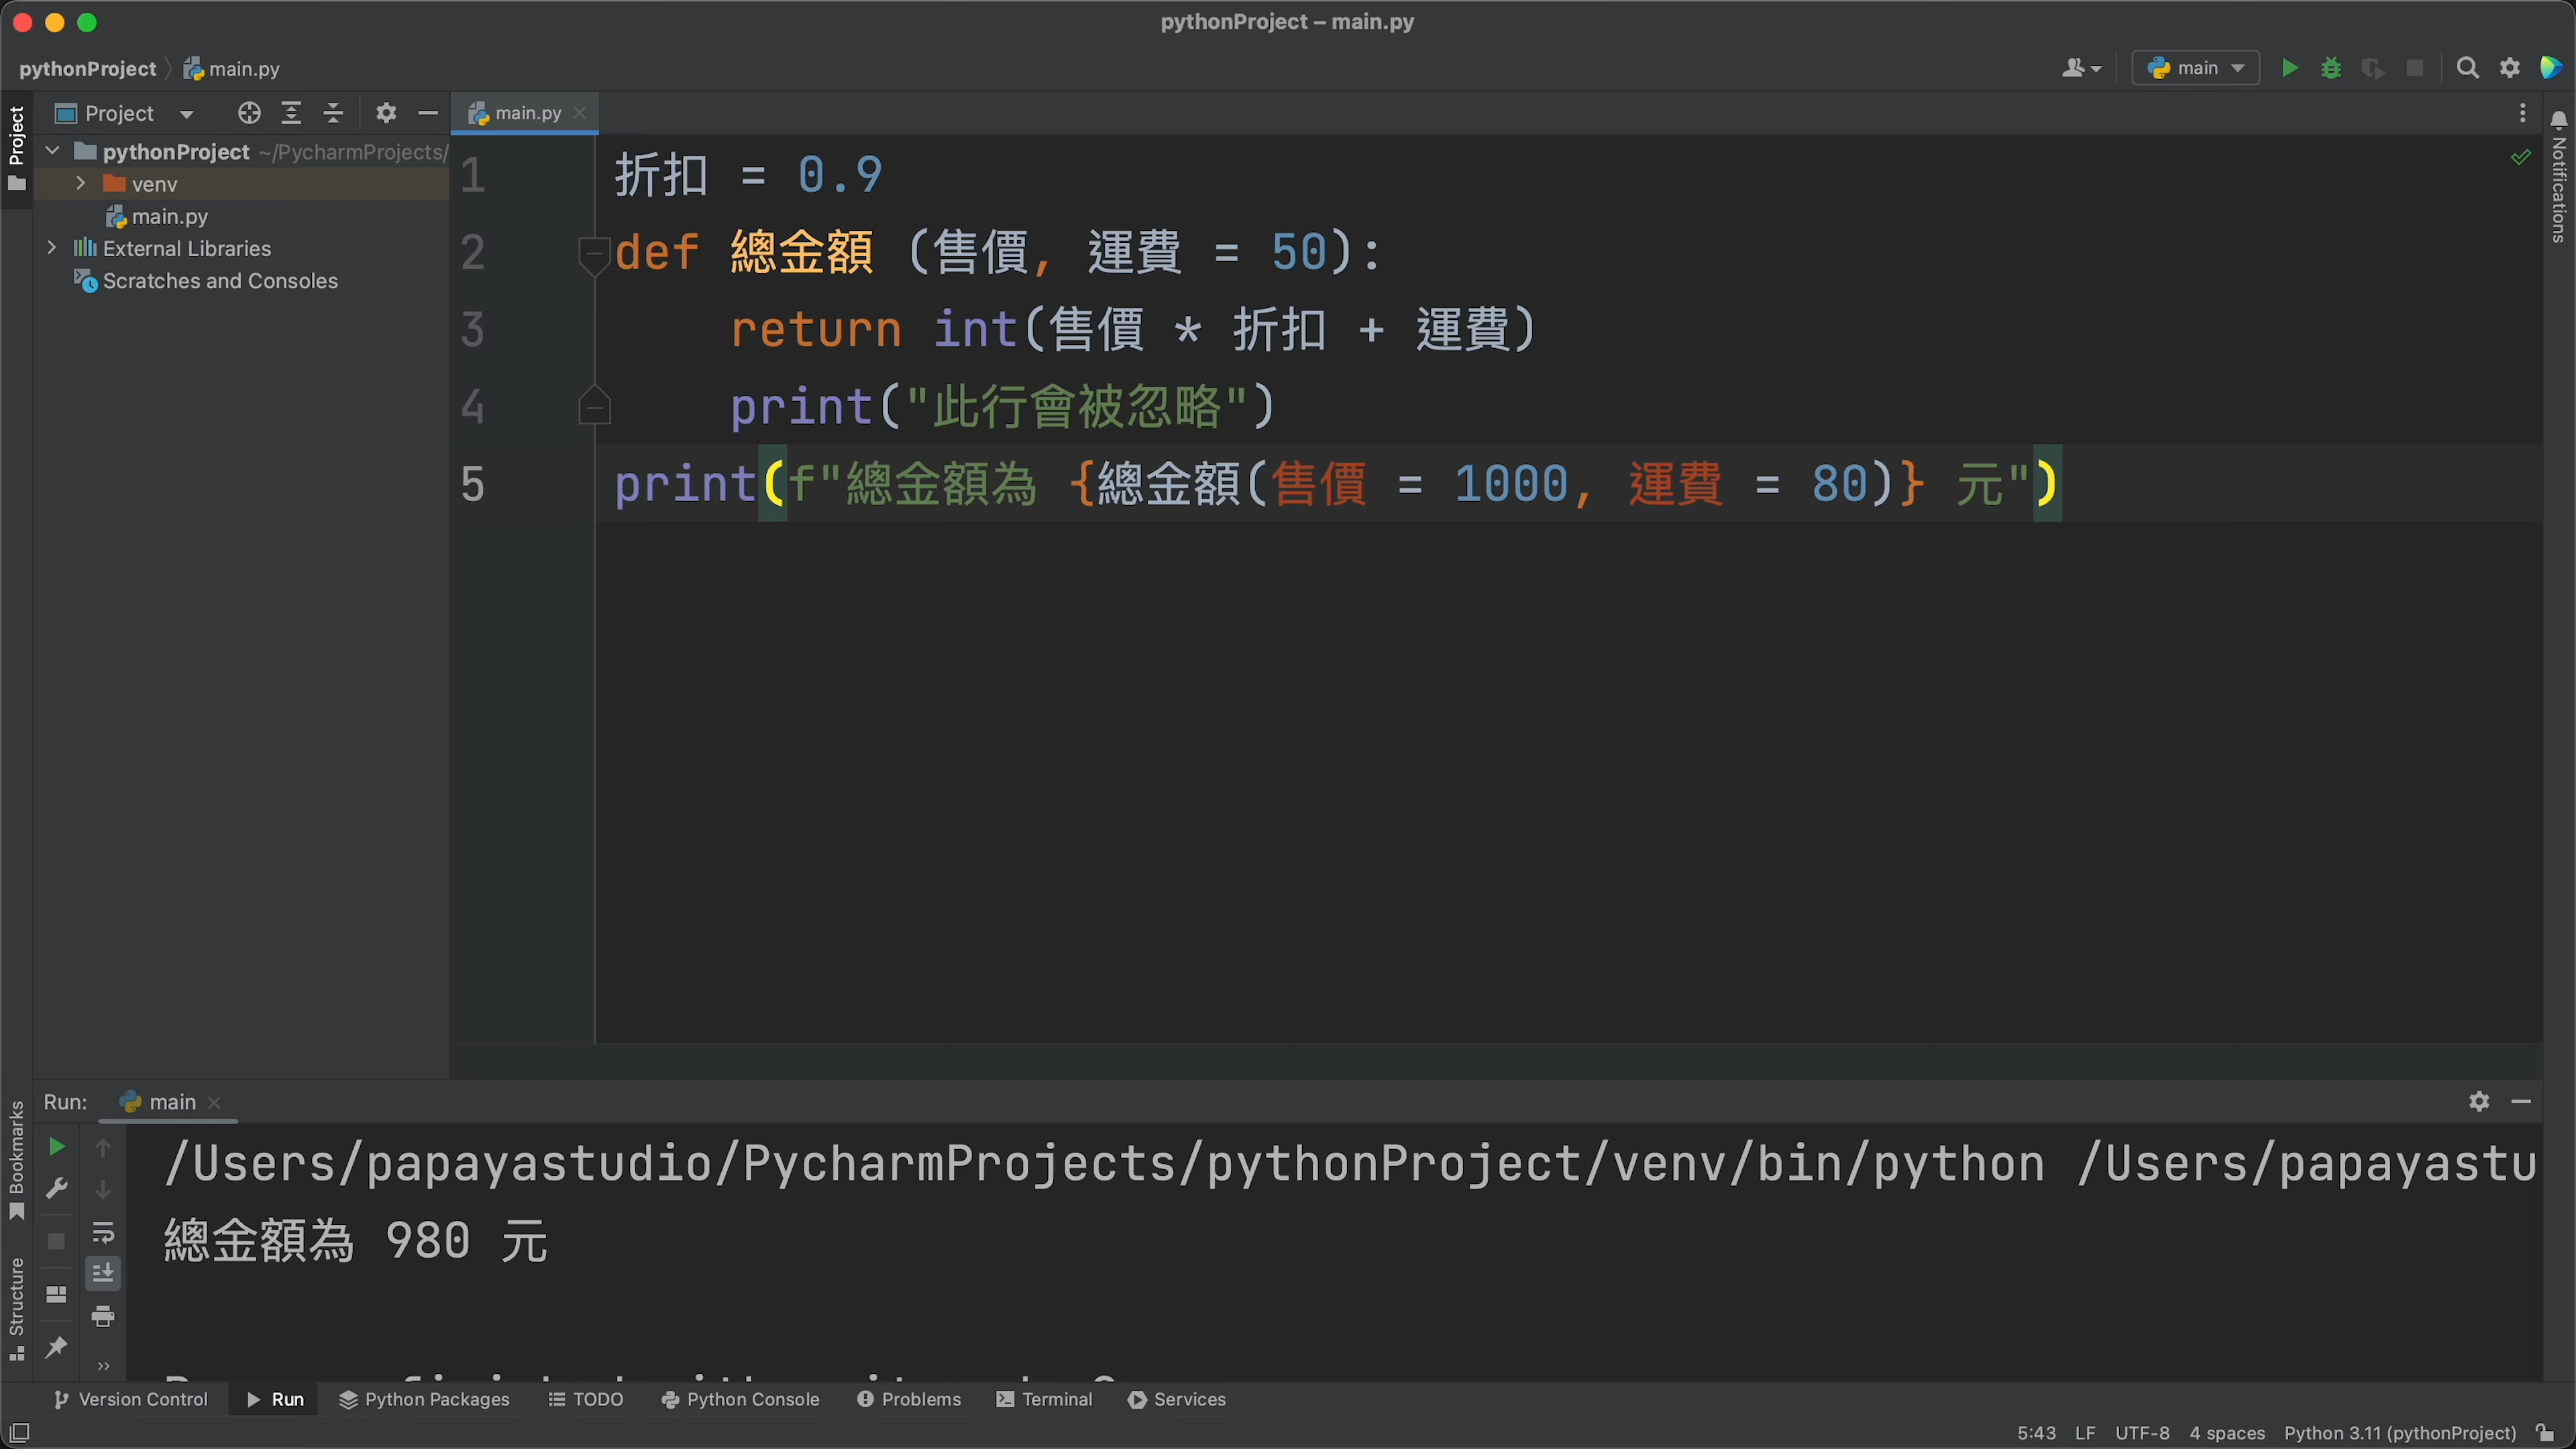 pythonProject – main.py
pythonProject main.py
main
Project
Project
main.py
Notifications
pythonProject ~/PycharmProjects/
venv
main.py
External Libraries
Scratches and Consoles
1 折扣 = 0.9
2 def 總金額 (售價, 運費 = 50):
3 return int(售價 * 折扣 + 運費)
4 print("此行會被忽略")
5 print(f"總金額為 {總金額(售價 = 1000, 運費 = 80)} 元")
Run: main
Bookmarks
Structure
/Users/papayastudio/PycharmProjects/pythonProject/venv/bin/python /Users/papayastu
總金額為 980 元
Version Control Run Python Packages TODO Python Console Problems Terminal Services
5:43 LF UTF-8 4 spaces Python 3.11 (pythonProject)